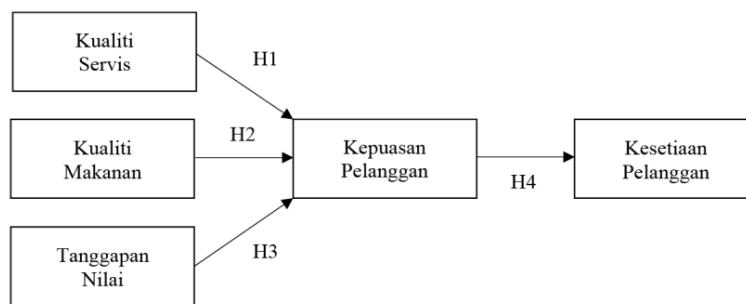 Kualiti
Servis
H1
Kualiti
Makanan
H2
Kepuasan
Pelanggan
H4
Kesetiaan
Pelanggan
Tanggapan
Nilai
H3